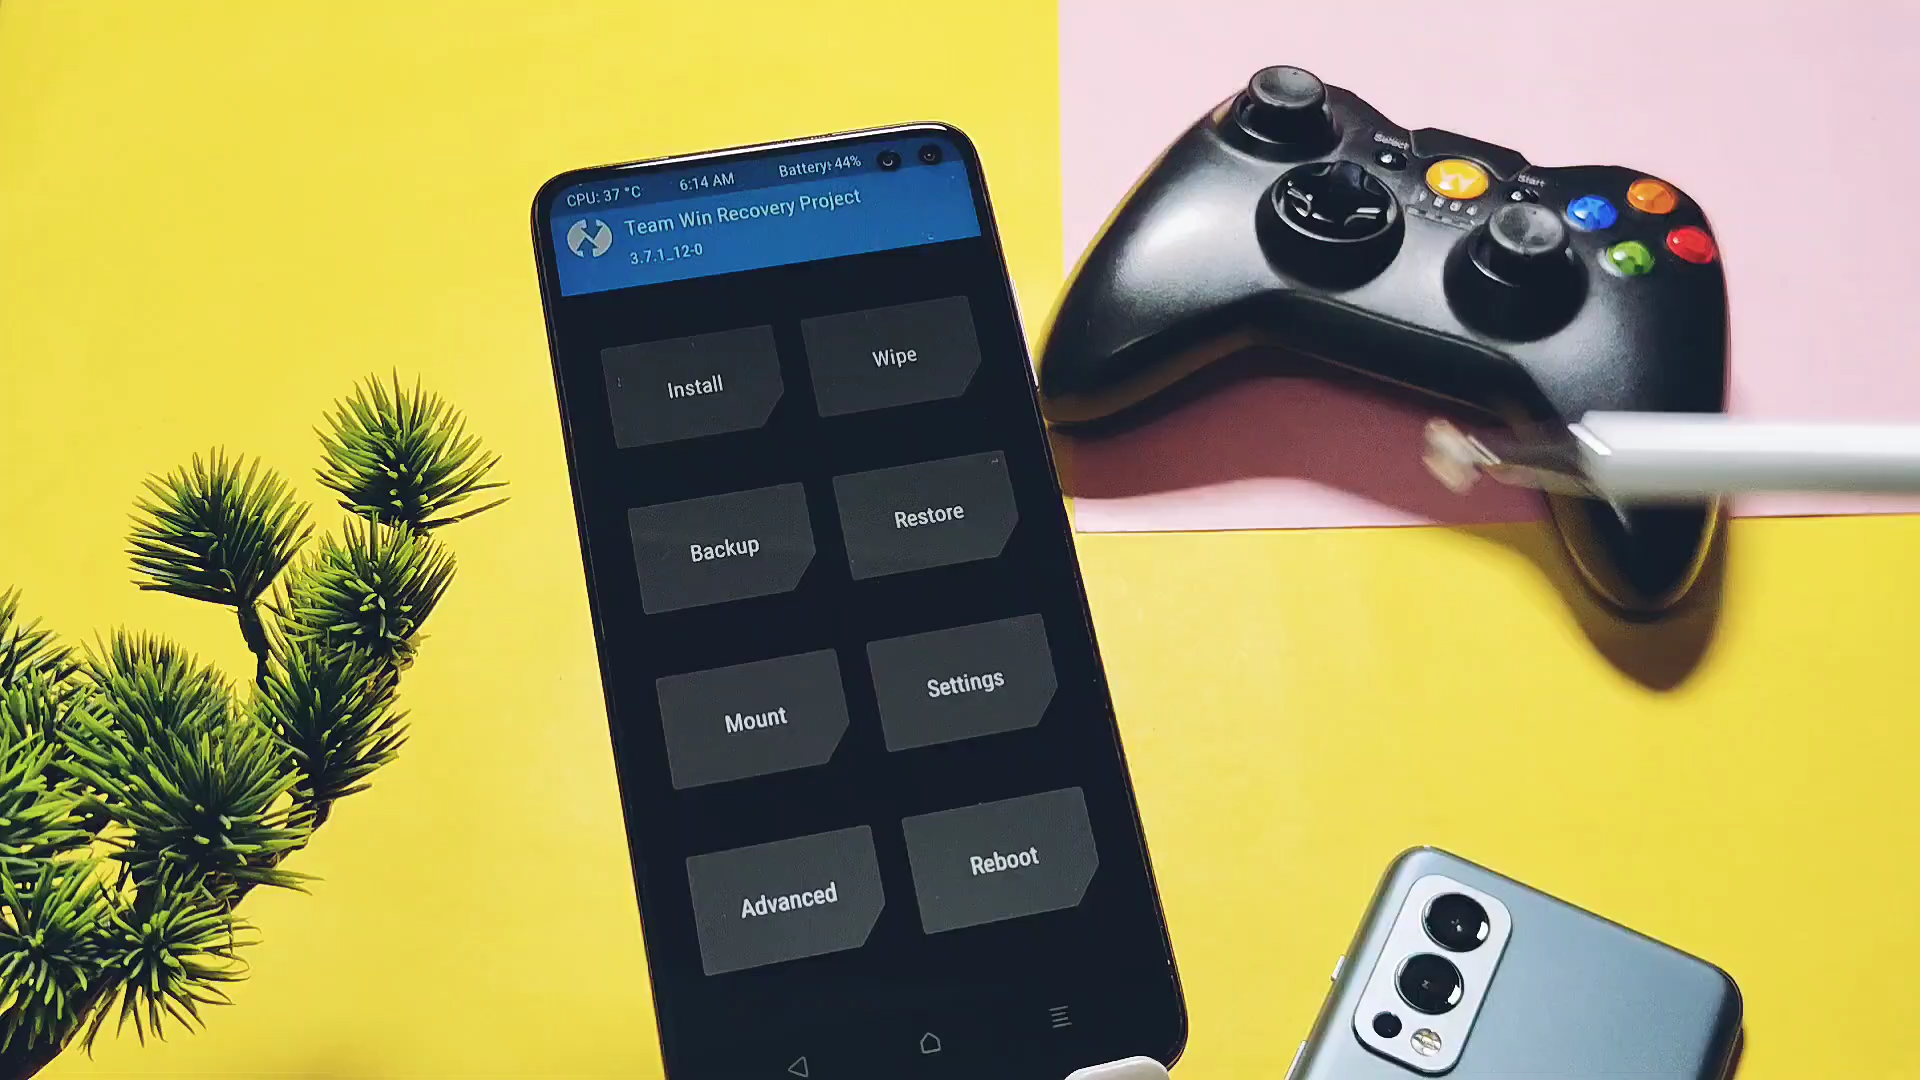 CPU: 37 °C 6:14 AM Battery: 44%
Team Win Recovery Project
3.7.1_12-0
Install Wipe
Backup Restore
Mount Settings
Advanced Reboot
Select
Start
X
Y